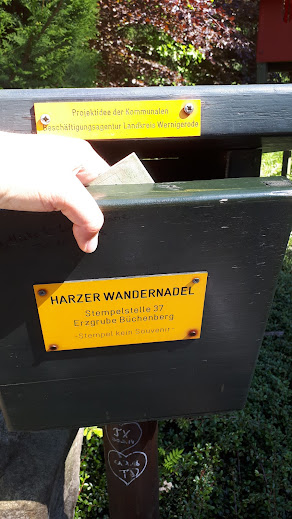 Projektidee der Kommunalen
Beschäftigungsagentur Landkreis Wernigerode
HARZER WANDERNADEL
Stempelstelle 37
Erzgrube Büchenberg
-Stempel kein Souvenir-